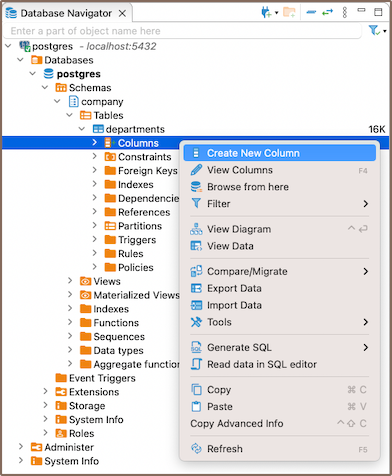 Database Navigator
Enter a part of object name here
postgres - localhost:5432
Databases
postgres
Schemas
company
Tables
departments 16K
Columns
Constraints
Foreign Keys
Indexes
Dependencie
References
Partitions
Triggers
Rules
Policies
Views
Materialized Views
Indexes
Functions
Sequences
Data types
Aggregate function
Event Triggers
Extensions
Storage
System Info
Roles
Administer
System Info
Create New Column
View Columns F4
Browse from here
Filter
View Diagram
View Data
Compare/Migrate
Export Data
Import Data
Tools
Generate SQL
Read data in SQL editor
Copy ⌘ C
Paste ⌘ V
Copy Advanced Info ^ ⇧ C
Refresh F5